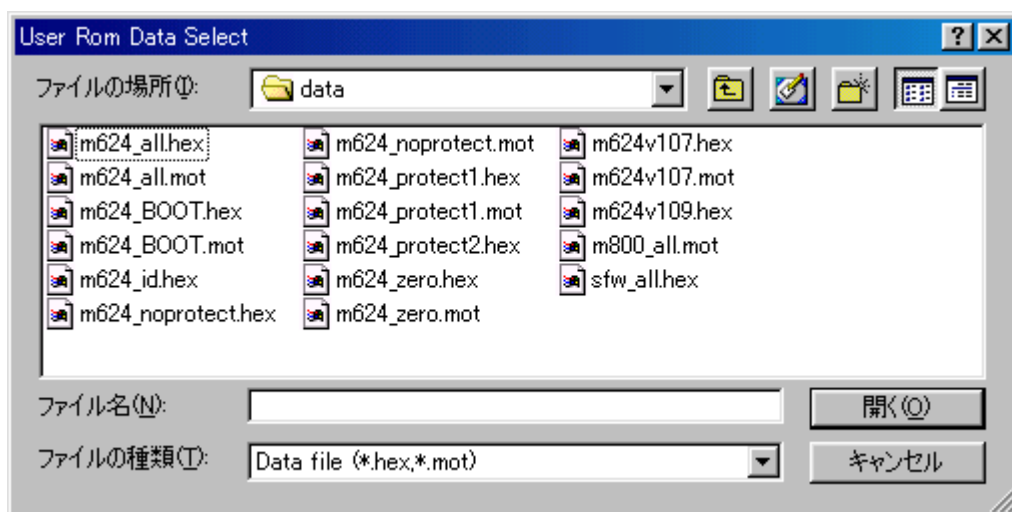 User Rom Data Select
ファイルの場所(I): data
m624_all.hex
m624_all.mot
m624_BOOT.hex
m624_BOOT.mot
m624_id.hex
m624_noprotect.hex
m624_noprotect.mot
m624_protect1.hex
m624_protect1.mot
m624_protect2.hex
m624_zero.hex
m624_zero.mot
m624v107.hex
m624v107.mot
m624v109.hex
m800_all.mot
sfw_all.hex
ファイル名(N): 開く(O)
ファイルの種類(T): Data file (*.hex,*.mot) キャンセル